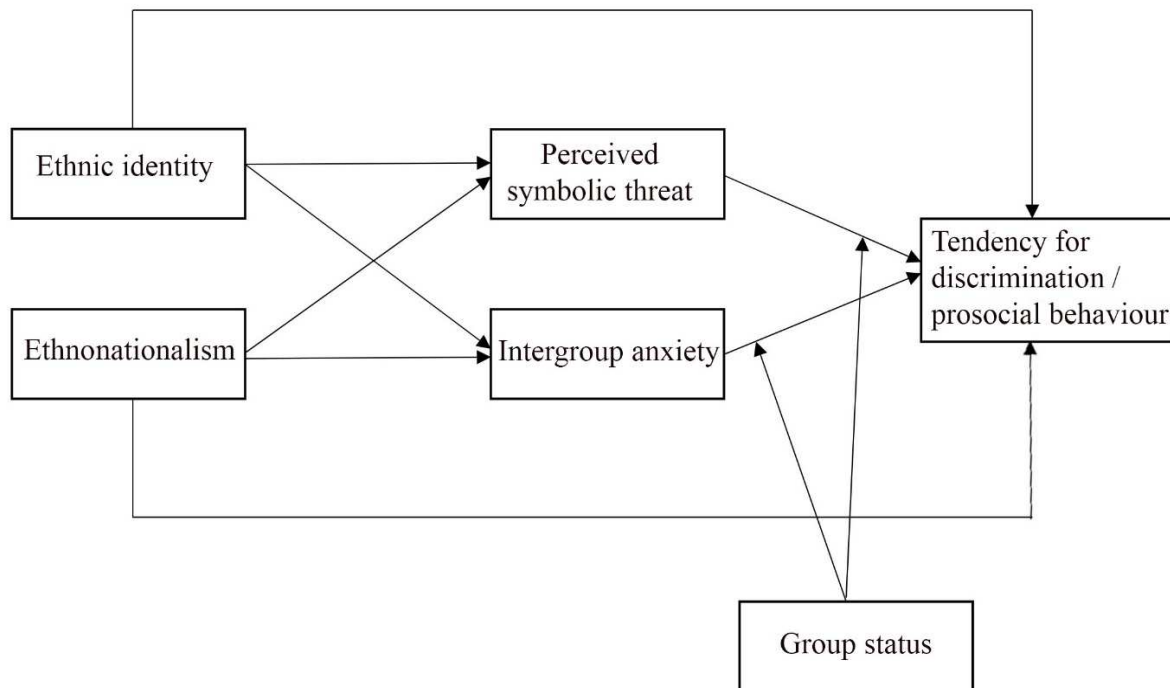 Ethnic identity
Perceived
symbolic threat
Tendency for
discrimination /
prosocial behaviour
Ethnonationalism
Intergroup anxiety
Group status